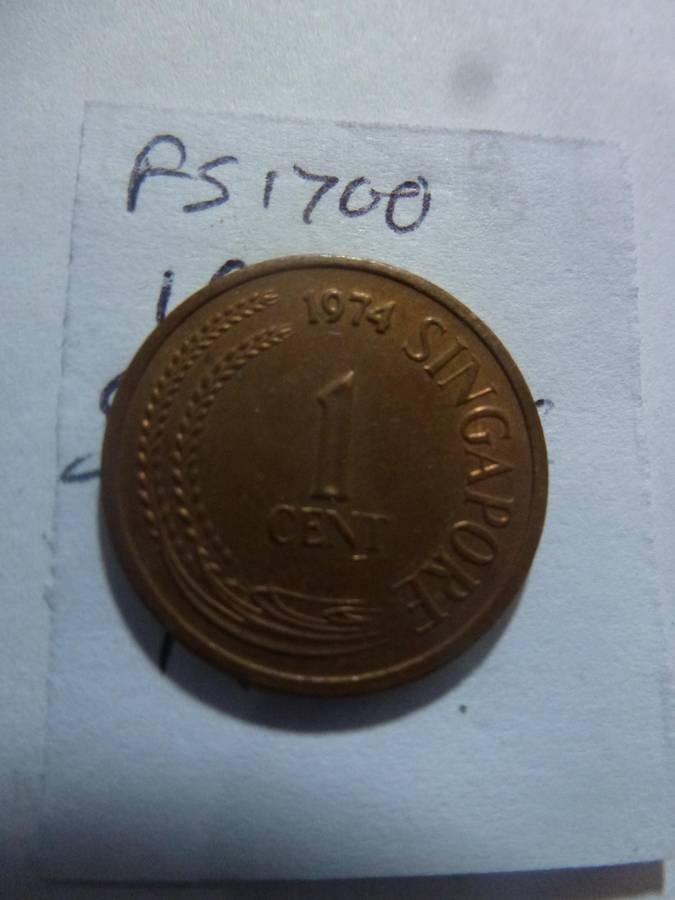 PS1700
1974
1
CENT
SINGAPORE